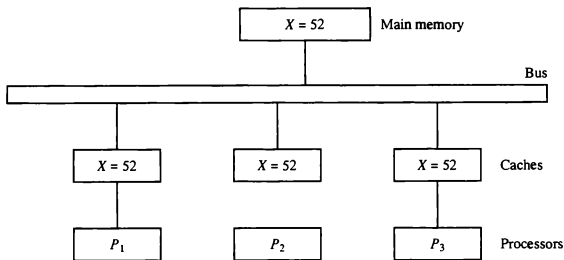 X = 52 Main memory
Bus
X = 52 X = 52 X = 52 Caches
P₁ P₂ P₃ Processors